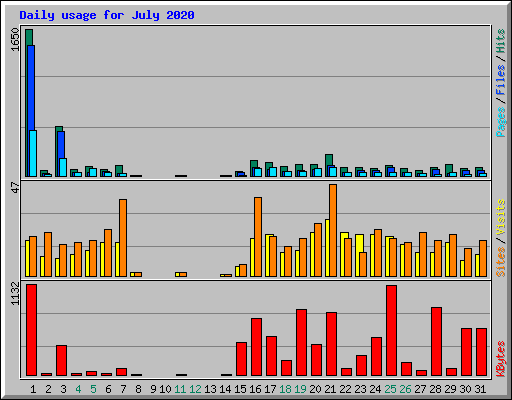 Daily usage for July 2020
1650
Pages/Files/Hits
47
Sites/Visits
1132
KBytes
1 2 3 4 5 6 7 8 9 10 11 12 13 14 15 16 17 18 19 20 21 22 23 24 25 26 27 28 29 30 31